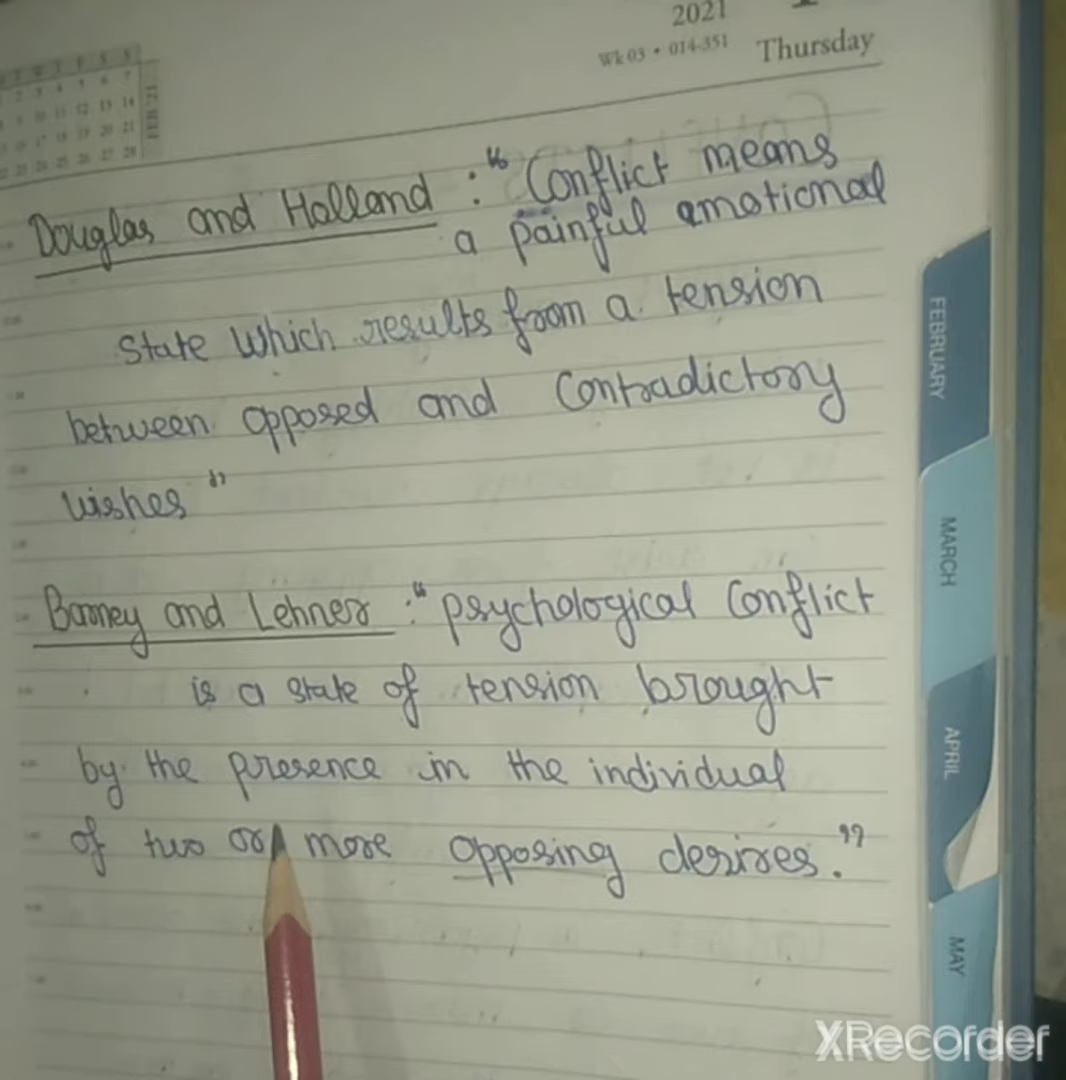 2021
Wk 03 • 014-351
Thursday
FEB '21
Douglas and Holland : "Conflict means
a painful emotional
state which results from a tension
between opposed and contradictory
wishes"
Barney and Lehner : "psychological conflict
is a state of tension brought
by the presence in the individual
of two or more opposing desires."
FEBRUARY
MARCH
APRIL
MAY
XRecorder